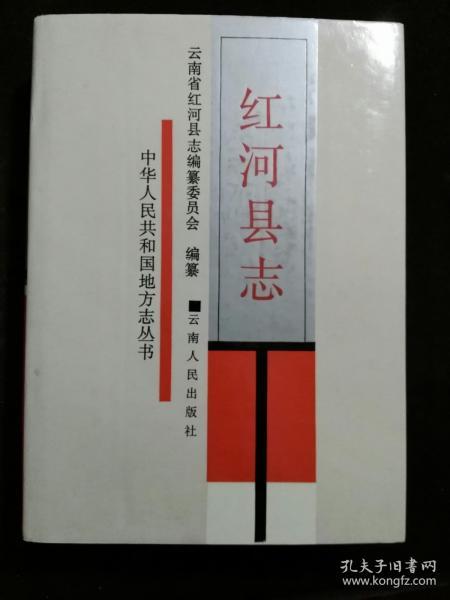 红河县志
云南省红河县志编纂委员会 编纂
云南人民出版社
中华人民共和国地方志丛书
孔夫子旧书网
www.kongfz.com